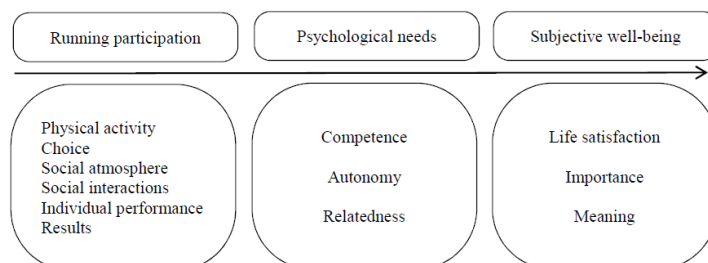 Running participation
Psychological needs
Subjective well-being
Physical activity
Choice
Social atmosphere
Social interactions
Individual performance
Results
Competence
Autonomy
Relatedness
Life satisfaction
Importance
Meaning